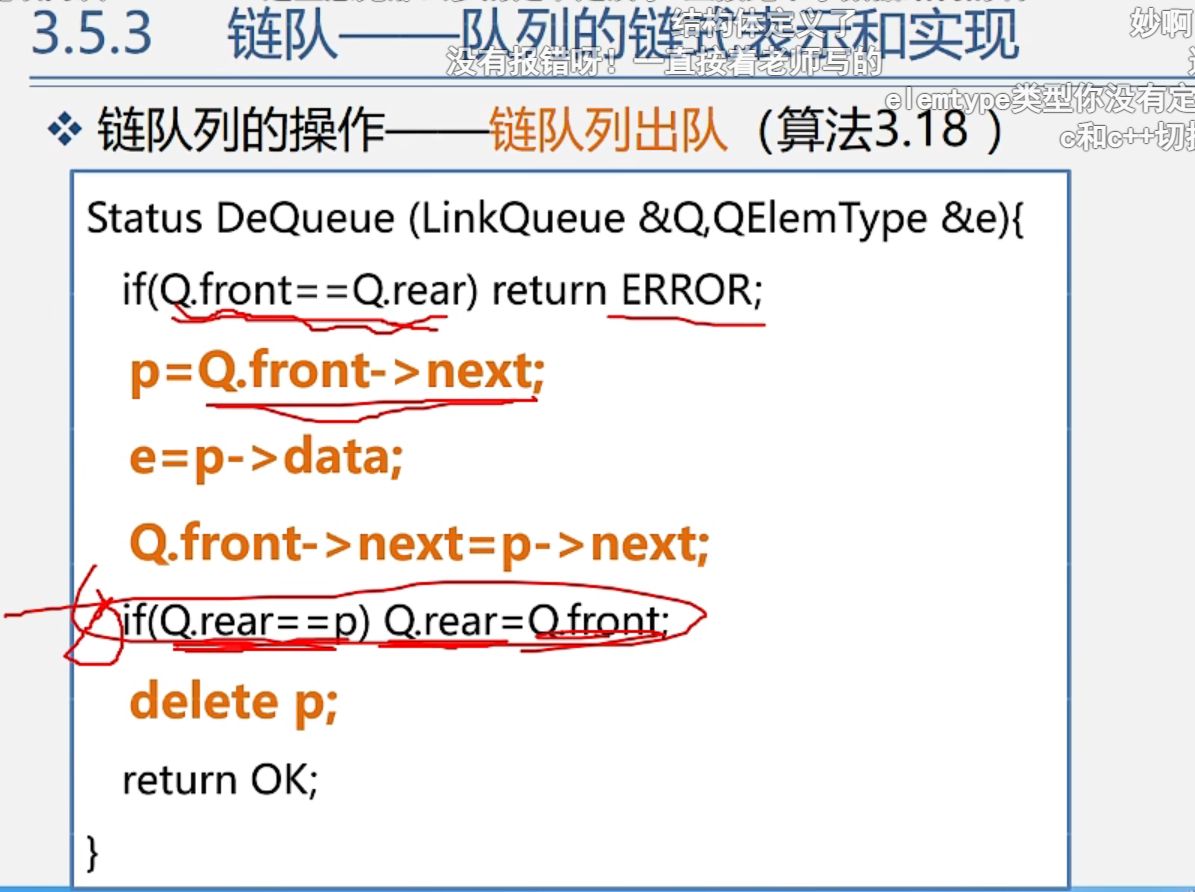 3.5.3 链队——队列的链式表示和实现
结构体定义了
妙啊
没有报错呀！一直按着老师写的
elemtype类型你没有定
c和c++切
❖ 链队列的操作——链队列出队（算法3.18 ）
Status DeQueue (LinkQueue &Q,QElemType &e){
if(Q.front==Q.rear) return ERROR;
p=Q.front->next;
e=p->data;
Q.front->next=p->next;
if(Q.rear==p) Q.rear=Q.front;
delete p;
return OK;
}